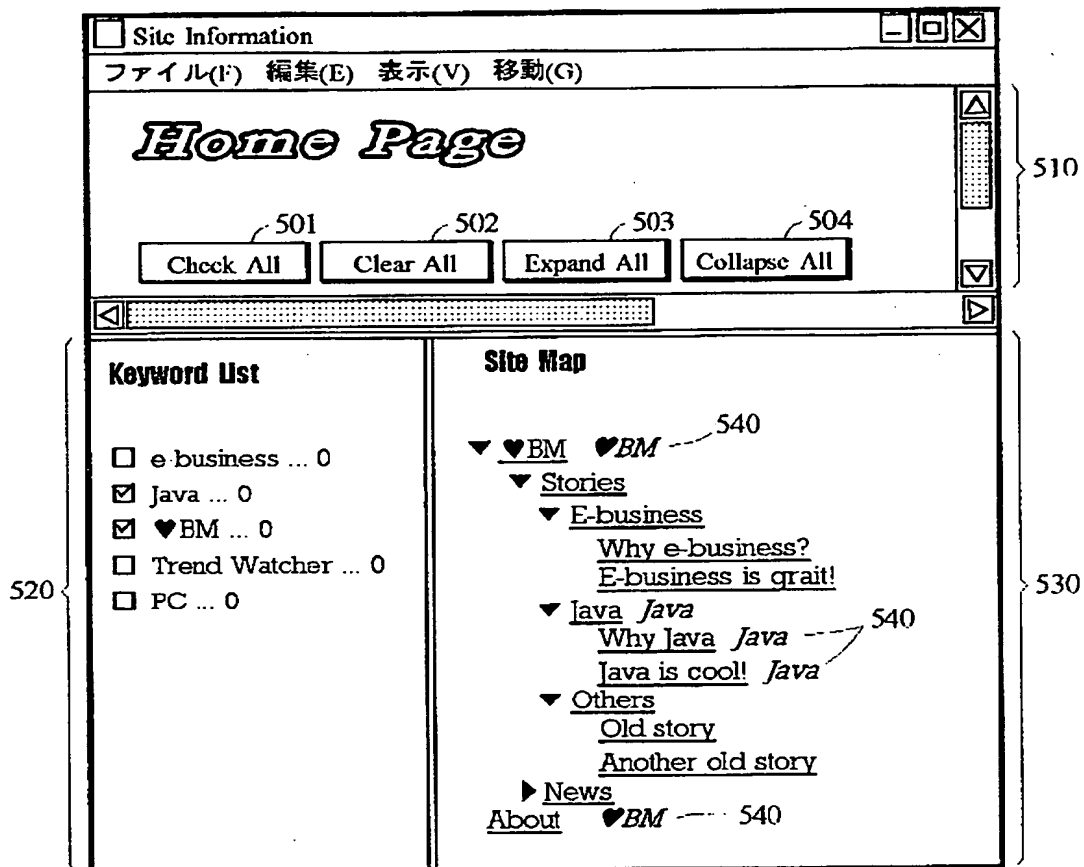 Site Information
ファイル(F) 編集(E) 表示(V) 移動(G)
Home Page
510
501 502 503 504
Check All Clear All Expand All Collapse All
Keyword List
Site Map
540
e-business ... 0
Java ... 0
♥BM ... 0
Trend Watcher ... 0
PC ... 0
520
♥BM ♥BM
Stories
E-business
Why e-business?
E-business is grait!
530
Java Java
540
Why Java Java
Java is cool! Java
Others
Old story
Another old story
News
About ♥BM 540